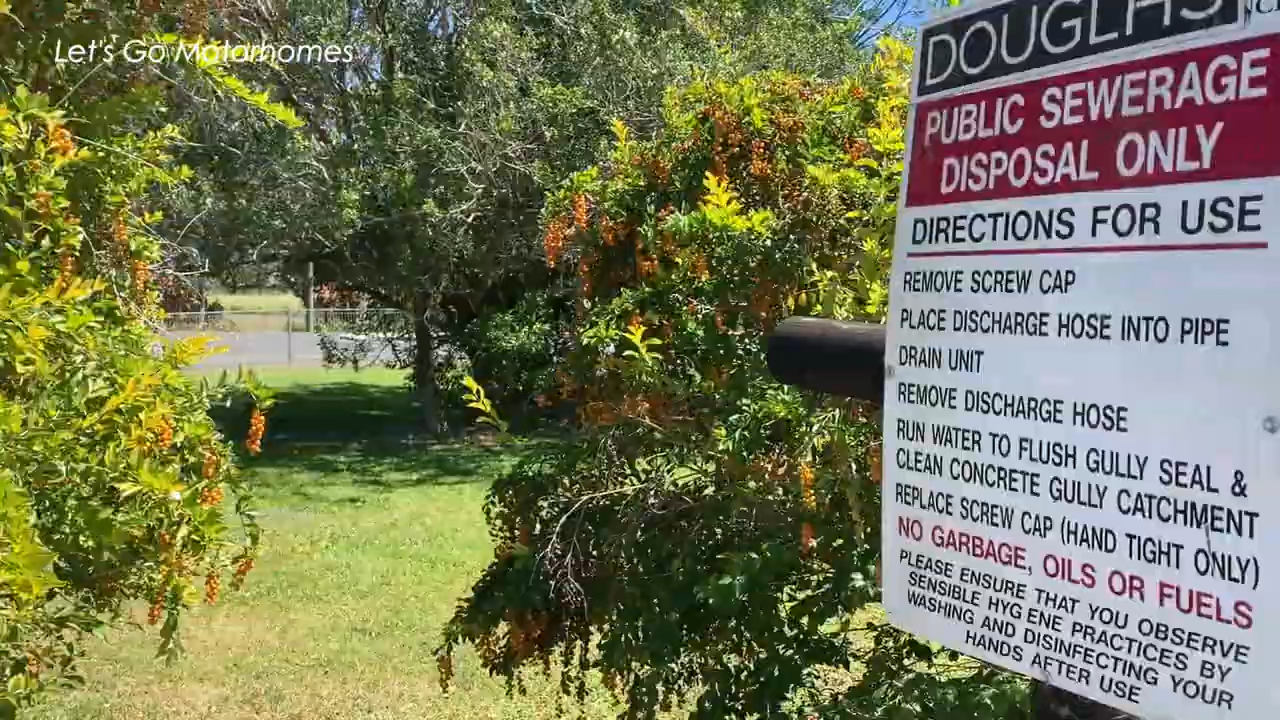 Let's Go Motorhomes
DOUGLAS
PUBLIC SEWERAGE
DISPOSAL ONLY
DIRECTIONS FOR USE
REMOVE SCREW CAP
PLACE DISCHARGE HOSE INTO PIPE
DRAIN UNIT
REMOVE DISCHARGE HOSE
RUN WATER TO FLUSH GULLY SEAL &
CLEAN CONCRETE GULLY CATCHMENT
REPLACE SCREW CAP (HAND TIGHT ONLY)
NO GARBAGE, OILS OR FUELS
PLEASE ENSURE THAT YOU OBSERVE
SENSIBLE HYG ENE PRACTICES BY
WASHING AND DISINFECTING YOUR
HANDS AFTER USE